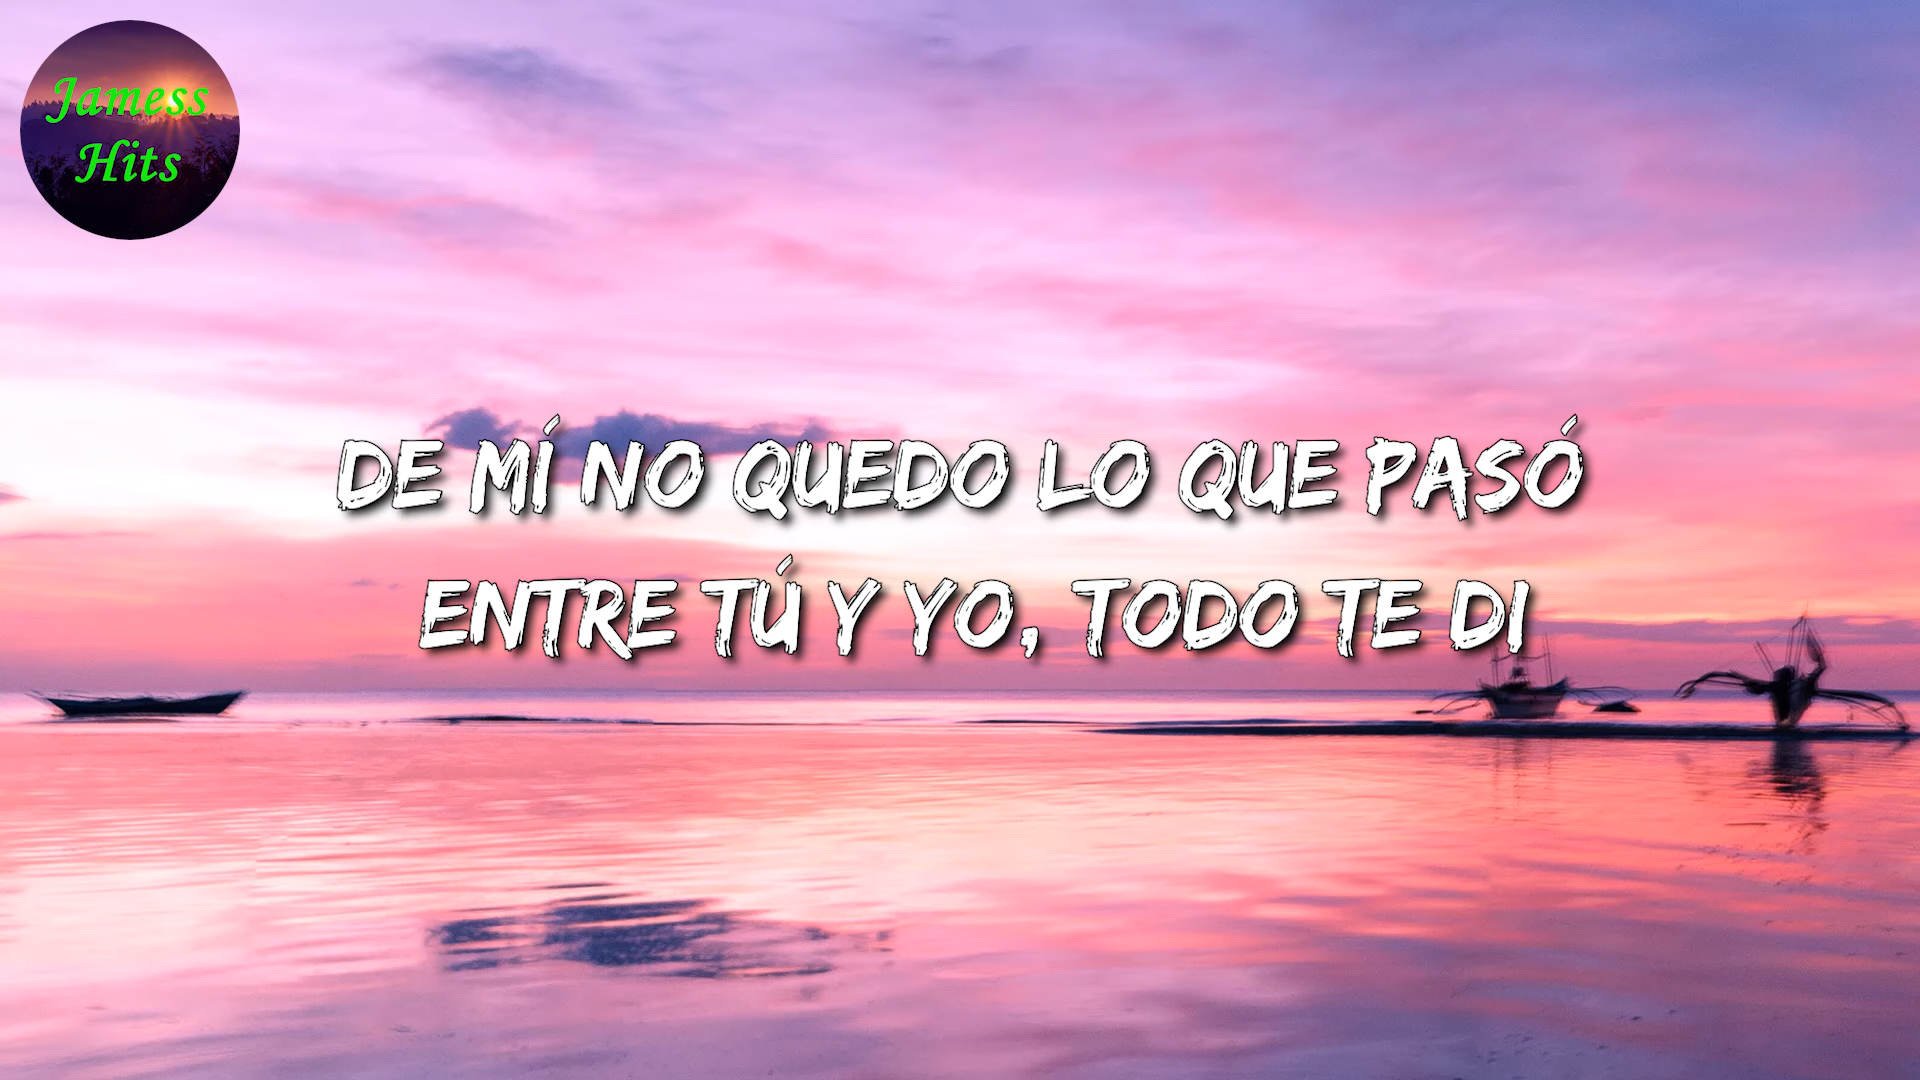 Jamess
Hits
DE MÍ NO QUEDO LO QUE PASÓ
ENTRE TÚ Y YO, TODO TE DI